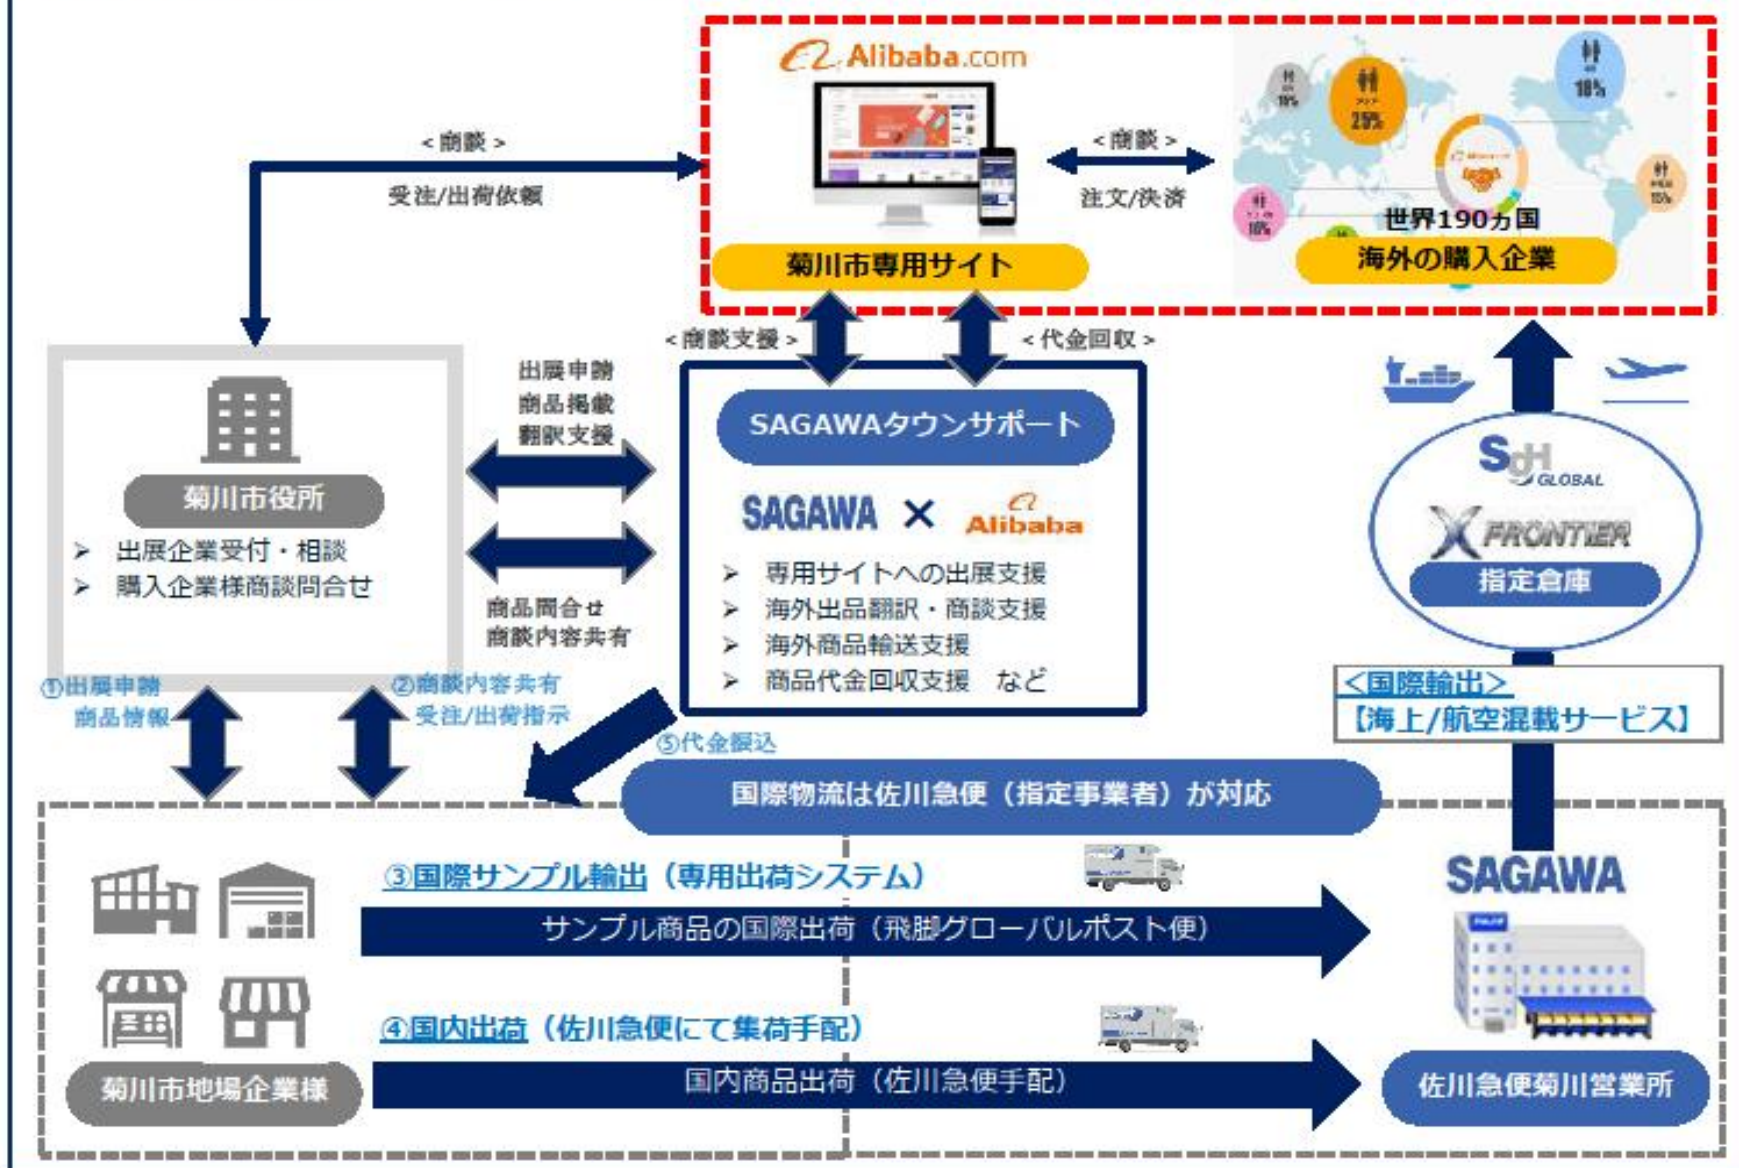 Alibaba.com
25%
18%
<商談>
受注/出荷依頼
<商談>
注文/決済
世界190ヵ国
海外の購入企業
菊川市専用サイト
<商談支援>
<代金回収>
出展申請
商品掲載
翻訳支援
菊川市役所
➢ 出展企業受付・相談
➢ 購入企業様商談問合せ
商品問合せ
商談内容共有
SAGAWAタウンサポート
SAGAWA × Alibaba
➢ 専用サイトへの出展支援
➢ 海外出品翻訳・商談支援
➢ 海外商品輸送支援
➢ 商品代金回収支援 など
SGH
GLOBAL
X FRONTIER
指定倉庫
<国際輸出>
【海上/航空混載サービス】
①出展申請
商品情報
②商談内容共有
受注/出荷指示
⑤代金振込
国際物流は佐川急便（指定事業者）が対応
③国際サンプル輸出（専用出荷システム）
サンプル商品の国際出荷（飛脚グローバルポスト便）
④国内出荷（佐川急便にて集荷手配）
国内商品出荷（佐川急便手配）
菊川市地場企業様
SAGAWA
佐川急便菊川営業所